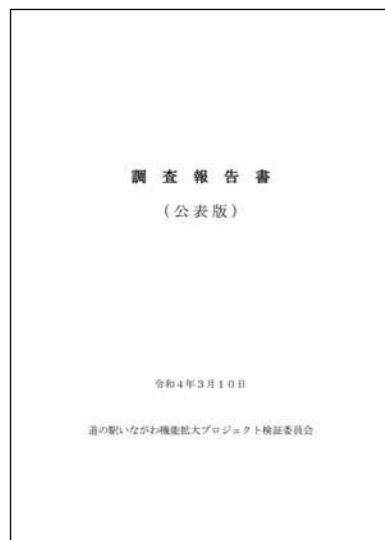 調査報告書
（公表版）
令和４年３月１０日
道の駅いながわ機能拡大プロジェクト検証委員会